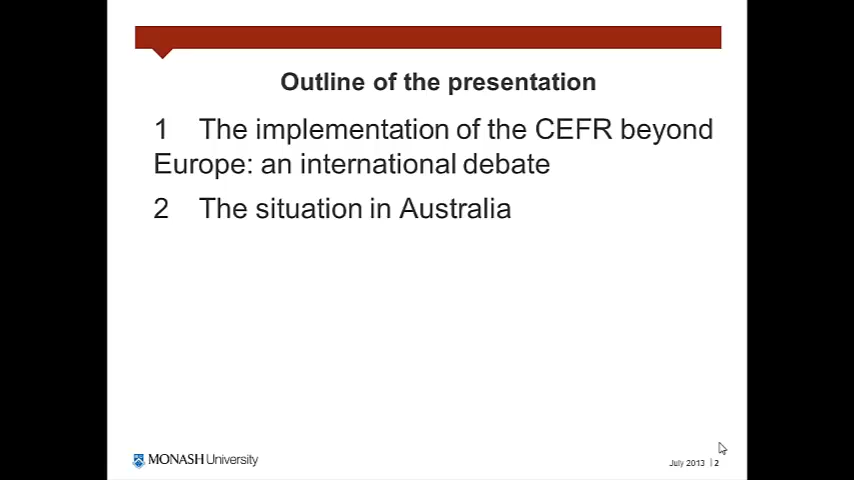 Outline of the presentation
1 The implementation of the CEFR beyond
Europe: an international debate
2 The situation in Australia
MONASH University
July 2013 | 2